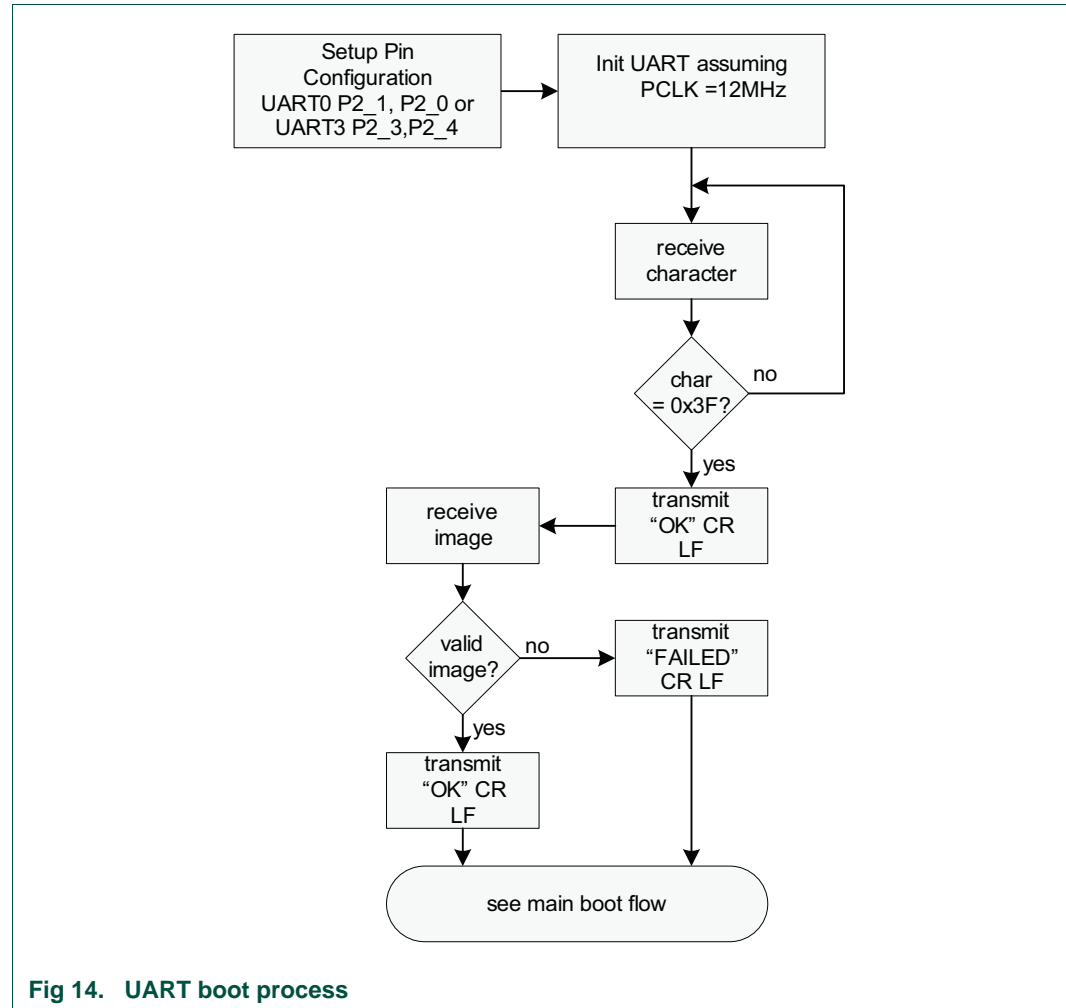 Setup Pin
Configuration
UART0 P2_1, P2_0 or
UART3 P2_3,P2_4
Init UART assuming
PCLK =12MHz
receive
character
char
= 0x3F?
no
yes
transmit
“OK” CR
LF
receive
image
valid
image?
no
transmit
“FAILED”
CR LF
yes
transmit
“OK” CR
LF
see main boot flow
Fig 14. UART boot process